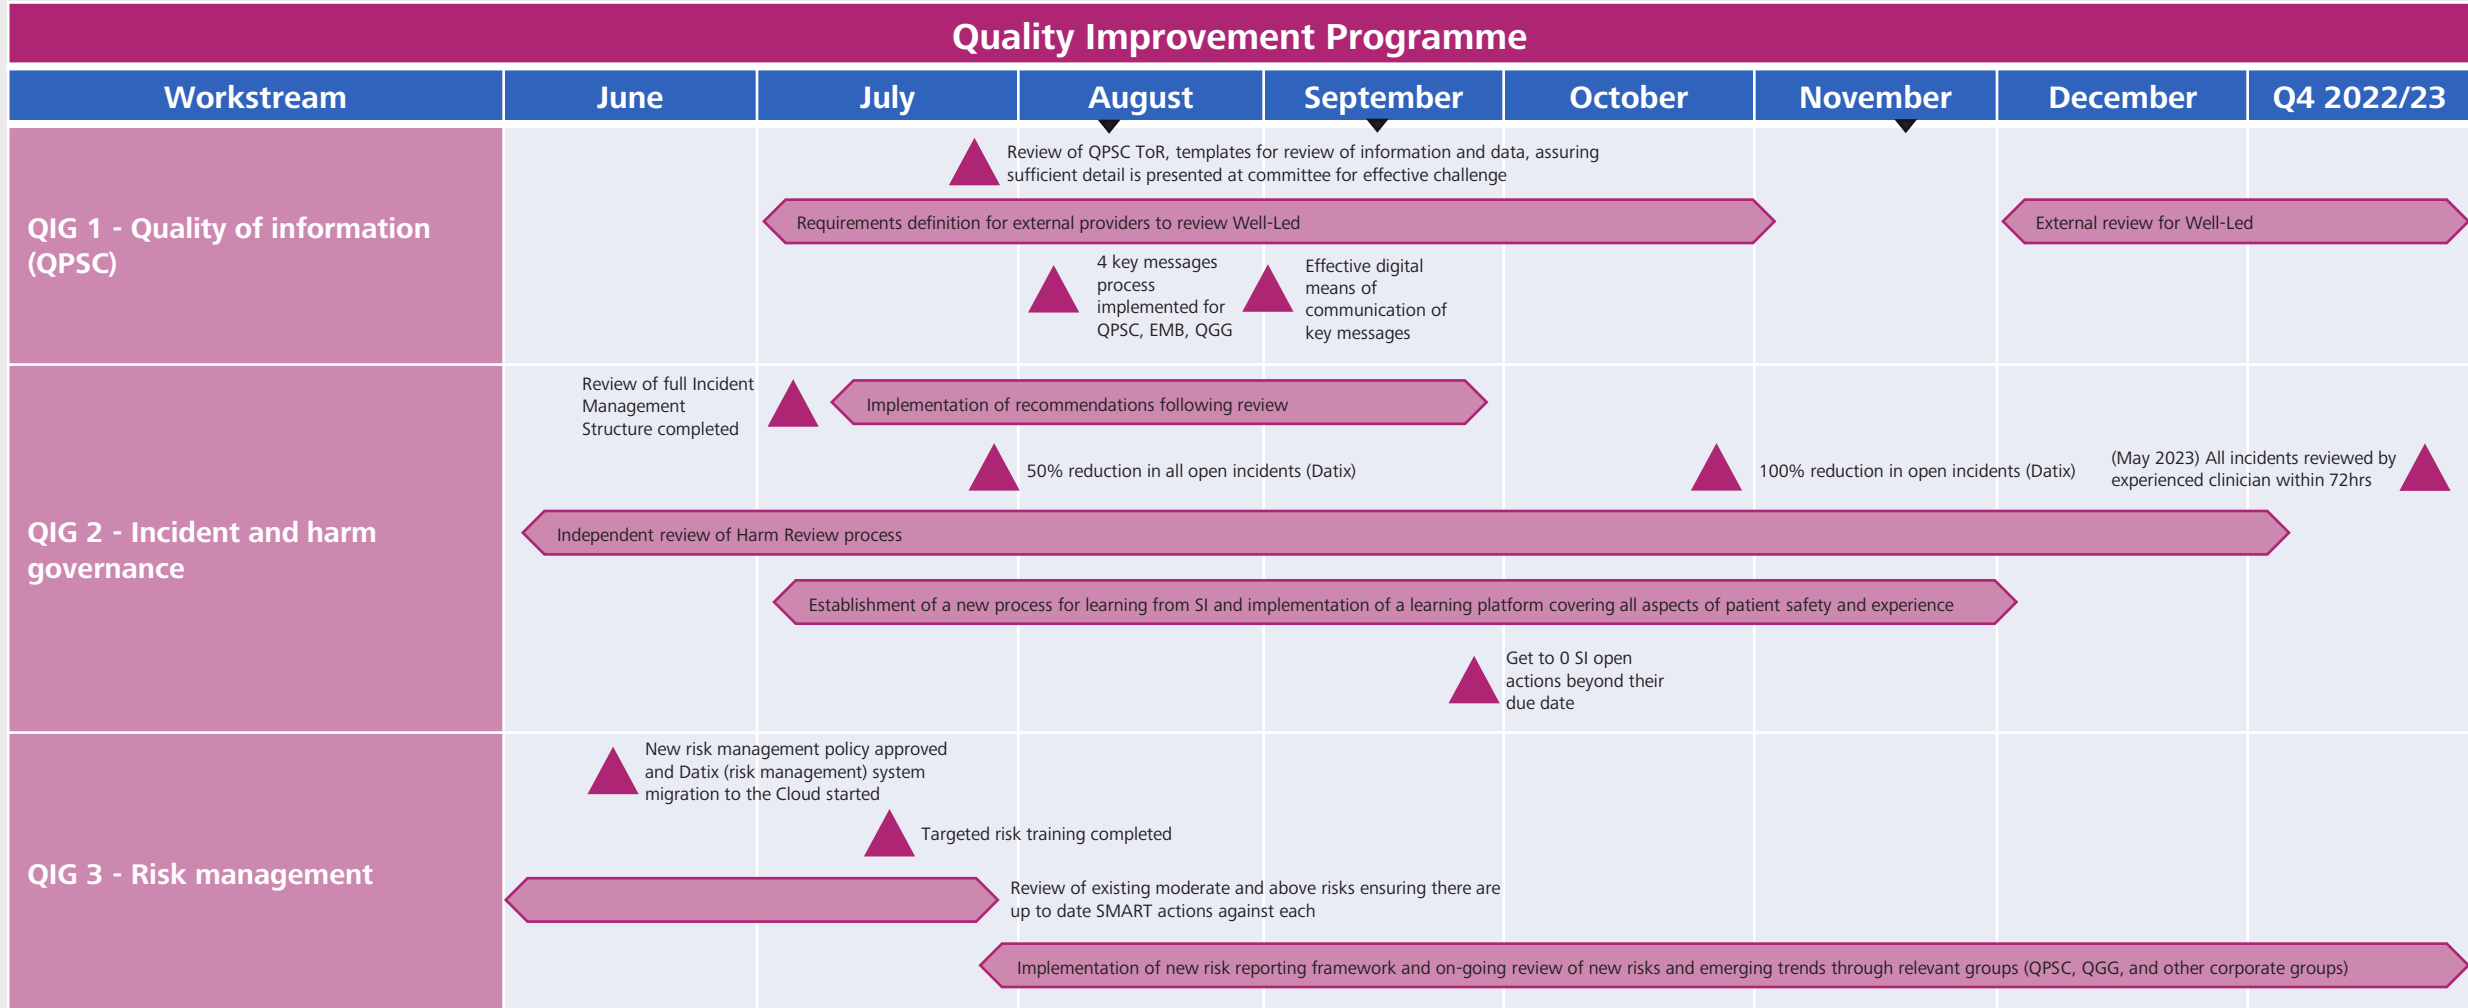 Quality Improvement Programme
Workstream
June
July
August
September
October
November
December
Q4 2022/23
QIG 1 - Quality of information
(QPSC)
Review of QPSC ToR, templates for review of information and data, assuring
sufficient detail is presented at committee for effective challenge
Requirements definition for external providers to review Well-Led
External review for Well-Led
4 key messages
process
implemented for
QPSC, EMB, QGG
Effective digital
means of
communication of
key messages
QIG 2 - Incident and harm
governance
Review of full Incident
Management
Structure completed
Implementation of recommendations following review
50% reduction in all open incidents (Datix)
100% reduction in open incidents (Datix)
(May 2023) All incidents reviewed by
experienced clinician within 72hrs
Independent review of Harm Review process
Establishment of a new process for learning from SI and implementation of a learning platform covering all aspects of patient safety and experience
Get to 0 SI open
actions beyond their
due date
QIG 3 - Risk management
New risk management policy approved
and Datix (risk management) system
migration to the Cloud started
Targeted risk training completed
Review of existing moderate and above risks ensuring there are
up to date SMART actions against each
Implementation of new risk reporting framework and on-going review of new risks and emerging trends through relevant groups (QPSC, QGG, and other corporate groups)